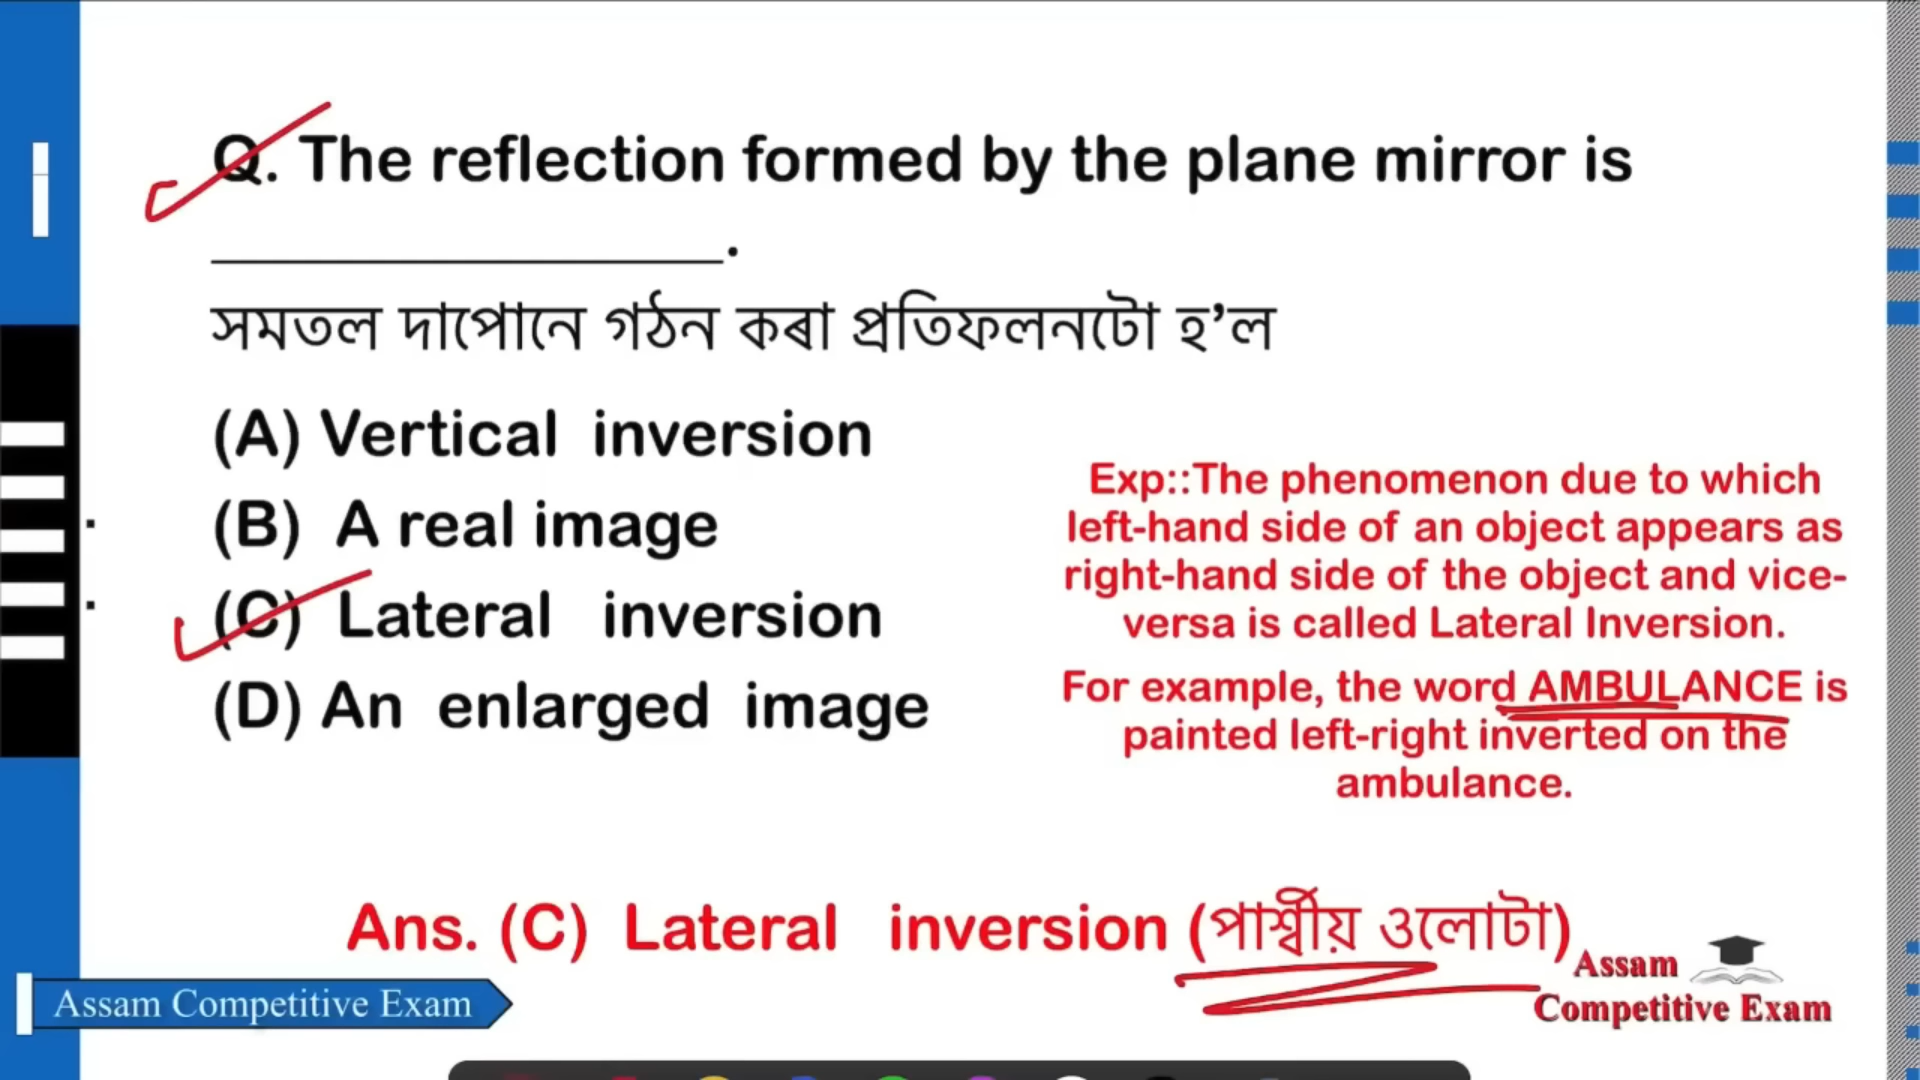 Q. The reflection formed by the plane mirror is
_______________.
সমতল দাপোনে গঠন কৰা প্ৰতিফলনটো হ’ল
(A) Vertical inversion
(B) A real image
(C) Lateral inversion
(D) An enlarged image
Exp::The phenomenon due to which
left-hand side of an object appears as
right-hand side of the object and vice-
versa is called Lateral Inversion.
For example, the word AMBULANCE is
painted left-right inverted on the
ambulance.
Ans. (C) Lateral inversion (পাৰ্শ্বীয় ওলোটা)
Assam Competitive Exam
Assam
Competitive Exam